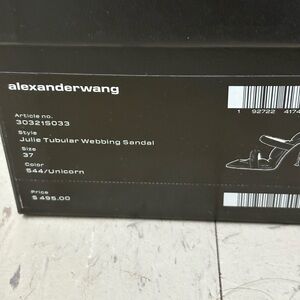 alexanderwang
Article no.
30321S033
Style
Julie Tubular Webbing Sandal
Size
37
Color
544/Unicorn
Price
$ 495.00
1 92722 4174